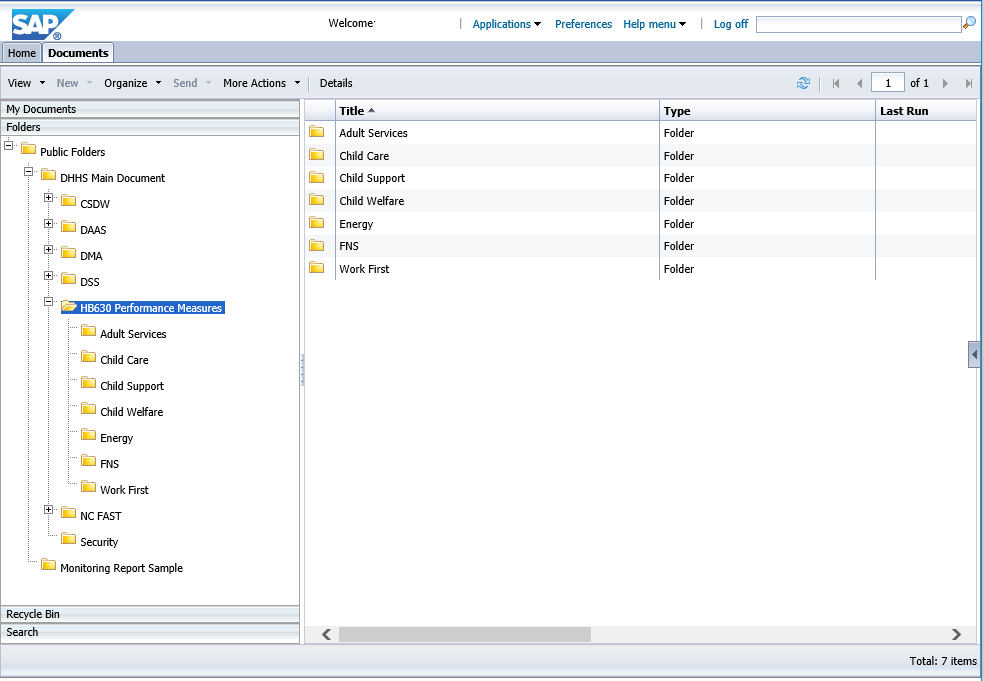 SAP ®
Welcome: Applications Preferences Help menu Log off
Home Documents
View New Organize Send More Actions Details 1 of 1
My Documents
Folders
Public Folders
DHHS Main Document
CSDW
DAAS
DMA
DSS
HB630 Performance Measures
Adult Services
Child Care
Child Support
Child Welfare
Energy
FNS
Work First
NC FAST
Security
Monitoring Report Sample
Recycle Bin
Search
Title Type Last Run
Adult Services Folder
Child Care Folder
Child Support Folder
Child Welfare Folder
Energy Folder
FNS Folder
Work First Folder
Total: 7 items